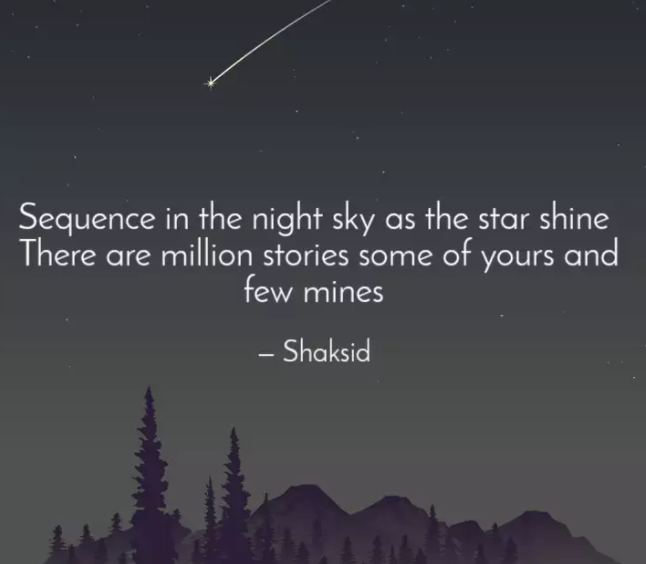 Sequence in the night sky as the star shine
There are million stories some of yours and
few mines
– Shaksid